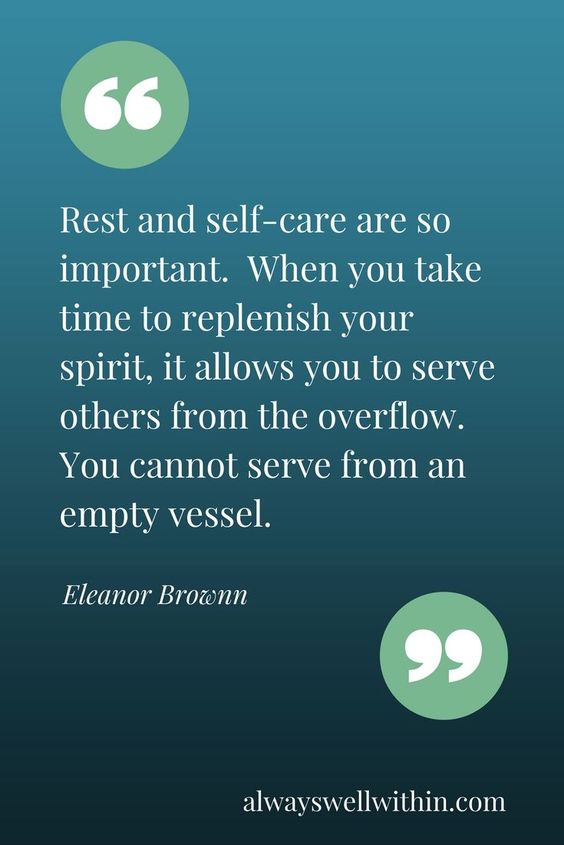 “
Rest and self-care are so
important.  When you take
time to replenish your
spirit, it allows you to serve
others from the overflow.
You cannot serve from an
empty vessel.
Eleanor Brownn
”
alwayswellwithin.com